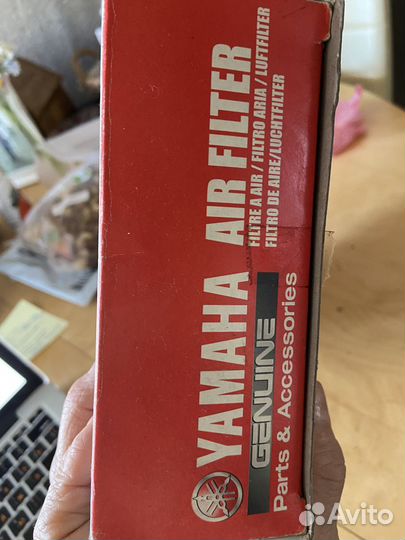 YAMAHA AIR FILTER
FILTRE A AIR / FILTRO ARIA / LUFTFILTER
FILTRO DE AIRE/LUCHTFILTER
GENUINE
Parts & Accessories
Avito